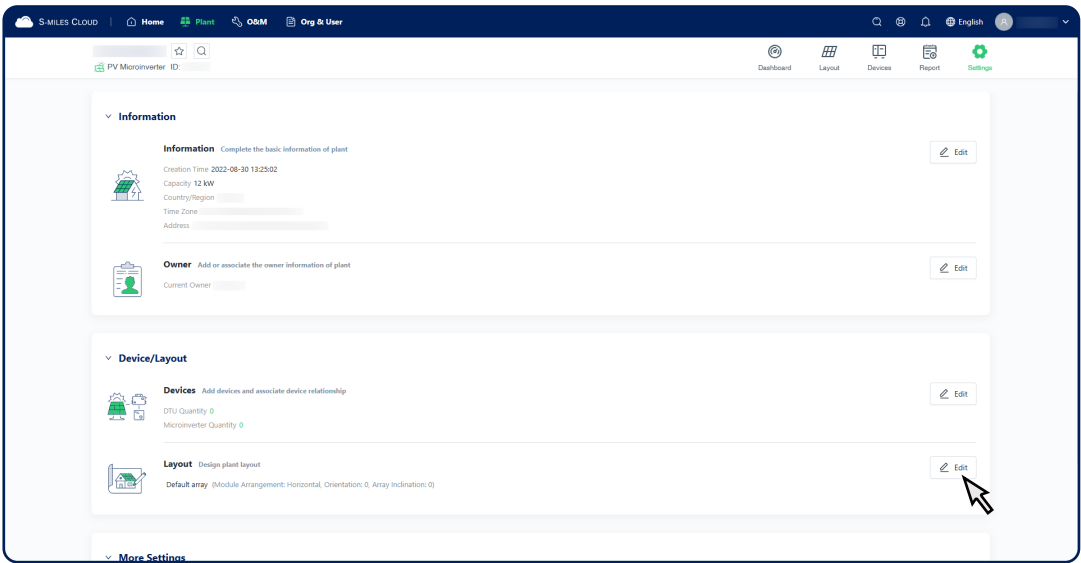 S-MILES CLOUD Home Plant O&M Org & User English
PV Microinverter ID:
Dashboard Layout Devices Report Settings
Information
Information Complete the basic information of plant Edit
Creation Time 2022-08-30 13:25:02
Capacity 12 kW
Country/Region
Time Zone
Address
Owner Add or associate the owner information of plant Edit
Current Owner
Device/Layout
Devices Add devices and associate device relationship Edit
DTU Quantity 0
Microinverter Quantity 0
Layout Design plant layout Edit
Default array (Module Arrangement: Horizontal, Orientation: 0, Array Inclination: 0)
More Settings